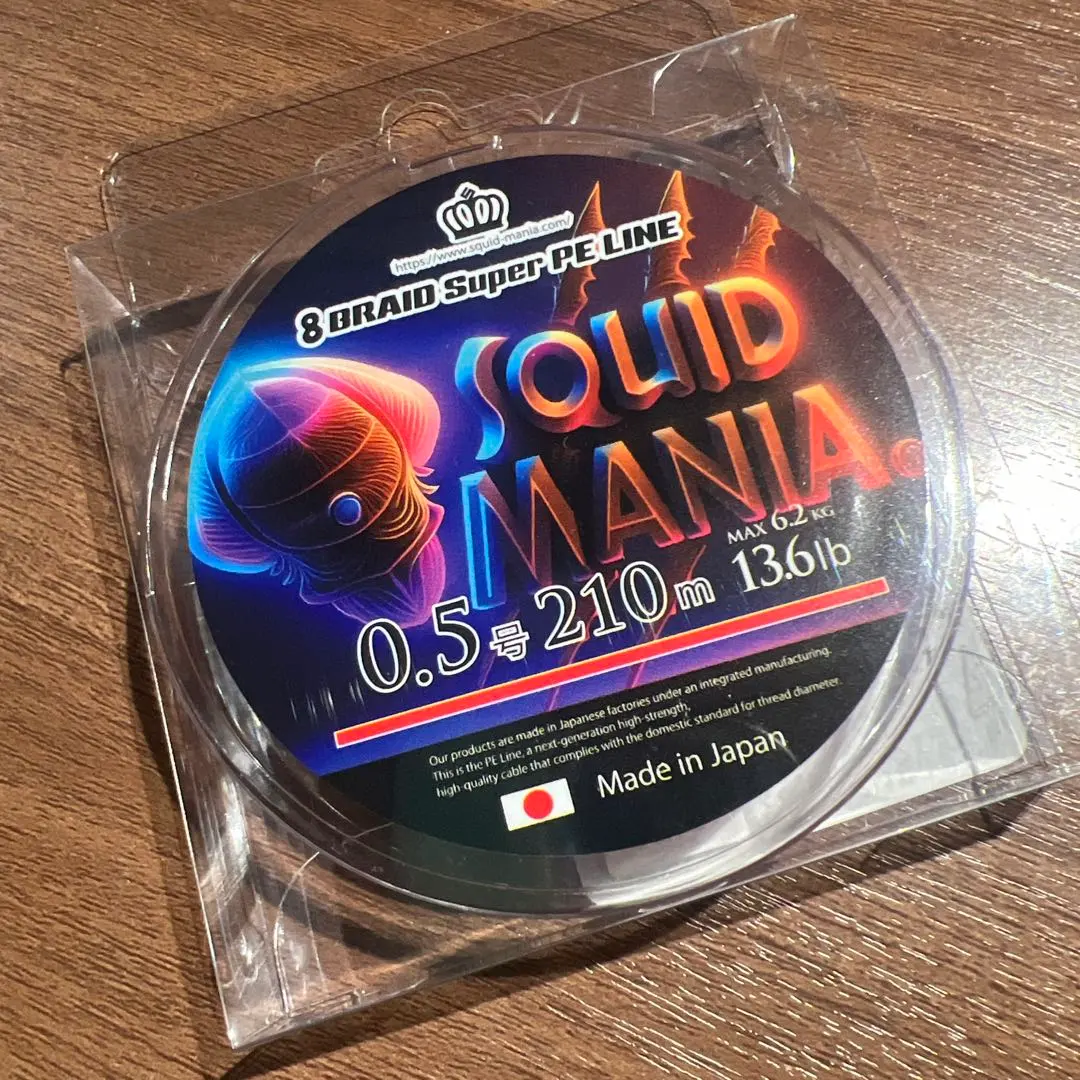 https://www.squid-mania.com/
8 BRAID Super PE LINE
SQUID
MANIA
MAX 6.2 KG
0.5号 210m 13.6lb
Our products are made in Japanese factories under an integrated manufacturing.
This is the PE Line, a next-generation high-strength,
high-quality cable that complies with the domestic standard for thread diameter.
Made in Japan